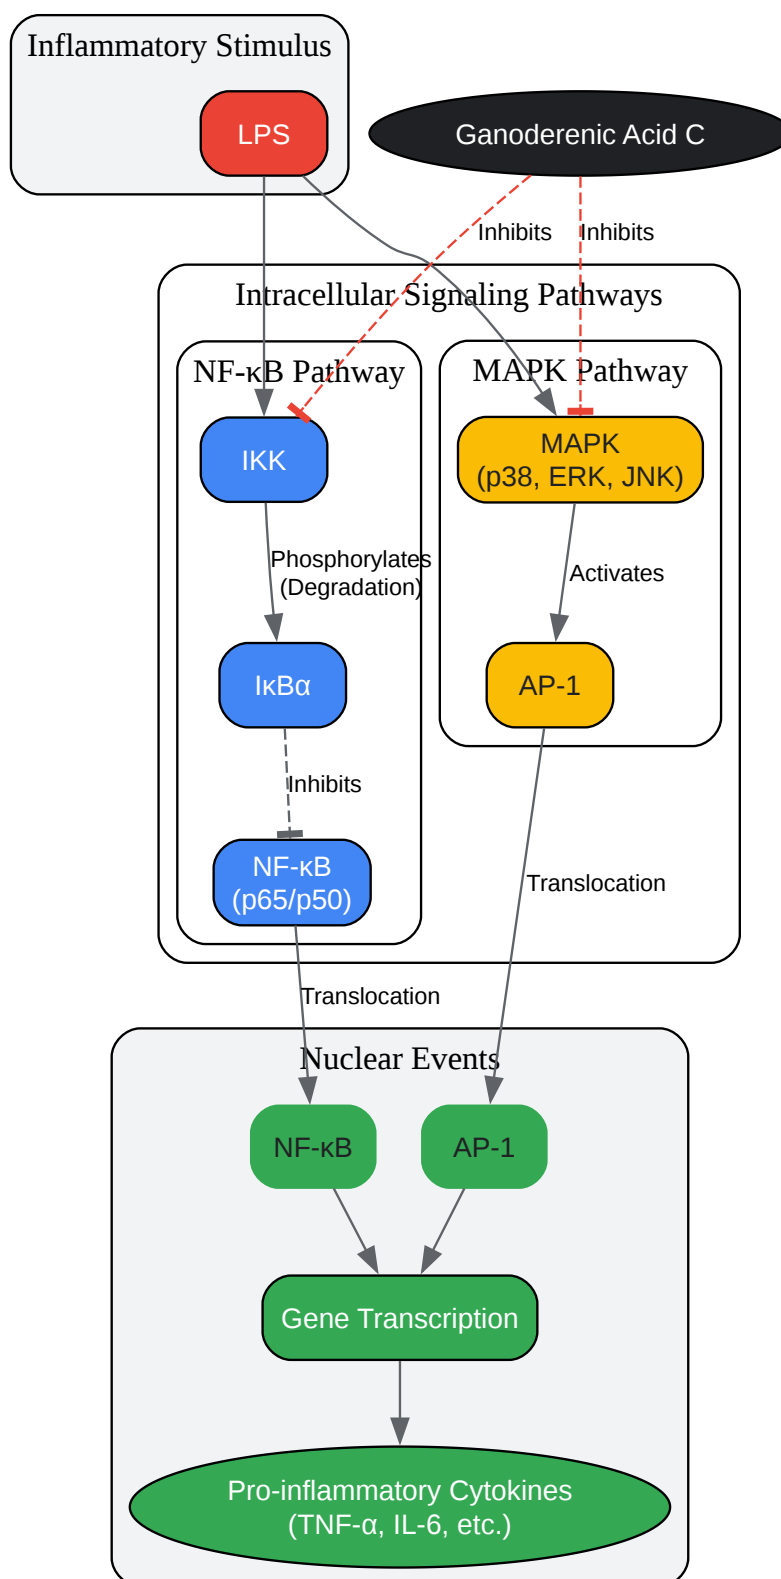 Inflammatory Stimulus
LPS
Ganoderenic Acid C
Inhibits
Inhibits
Intracellular Signaling Pathways
NF-κB Pathway
MAPK Pathway
IKK
MAPK
(p38, ERK, JNK)
Phosphorylates
(Degradation)
Activates
IκBα
AP-1
Inhibits
NF-κB
(p65/p50)
Translocation
Translocation
Nuclear Events
NF-κB
AP-1
Gene Transcription
Pro-inflammatory Cytokines
(TNF-α, IL-6, etc.)